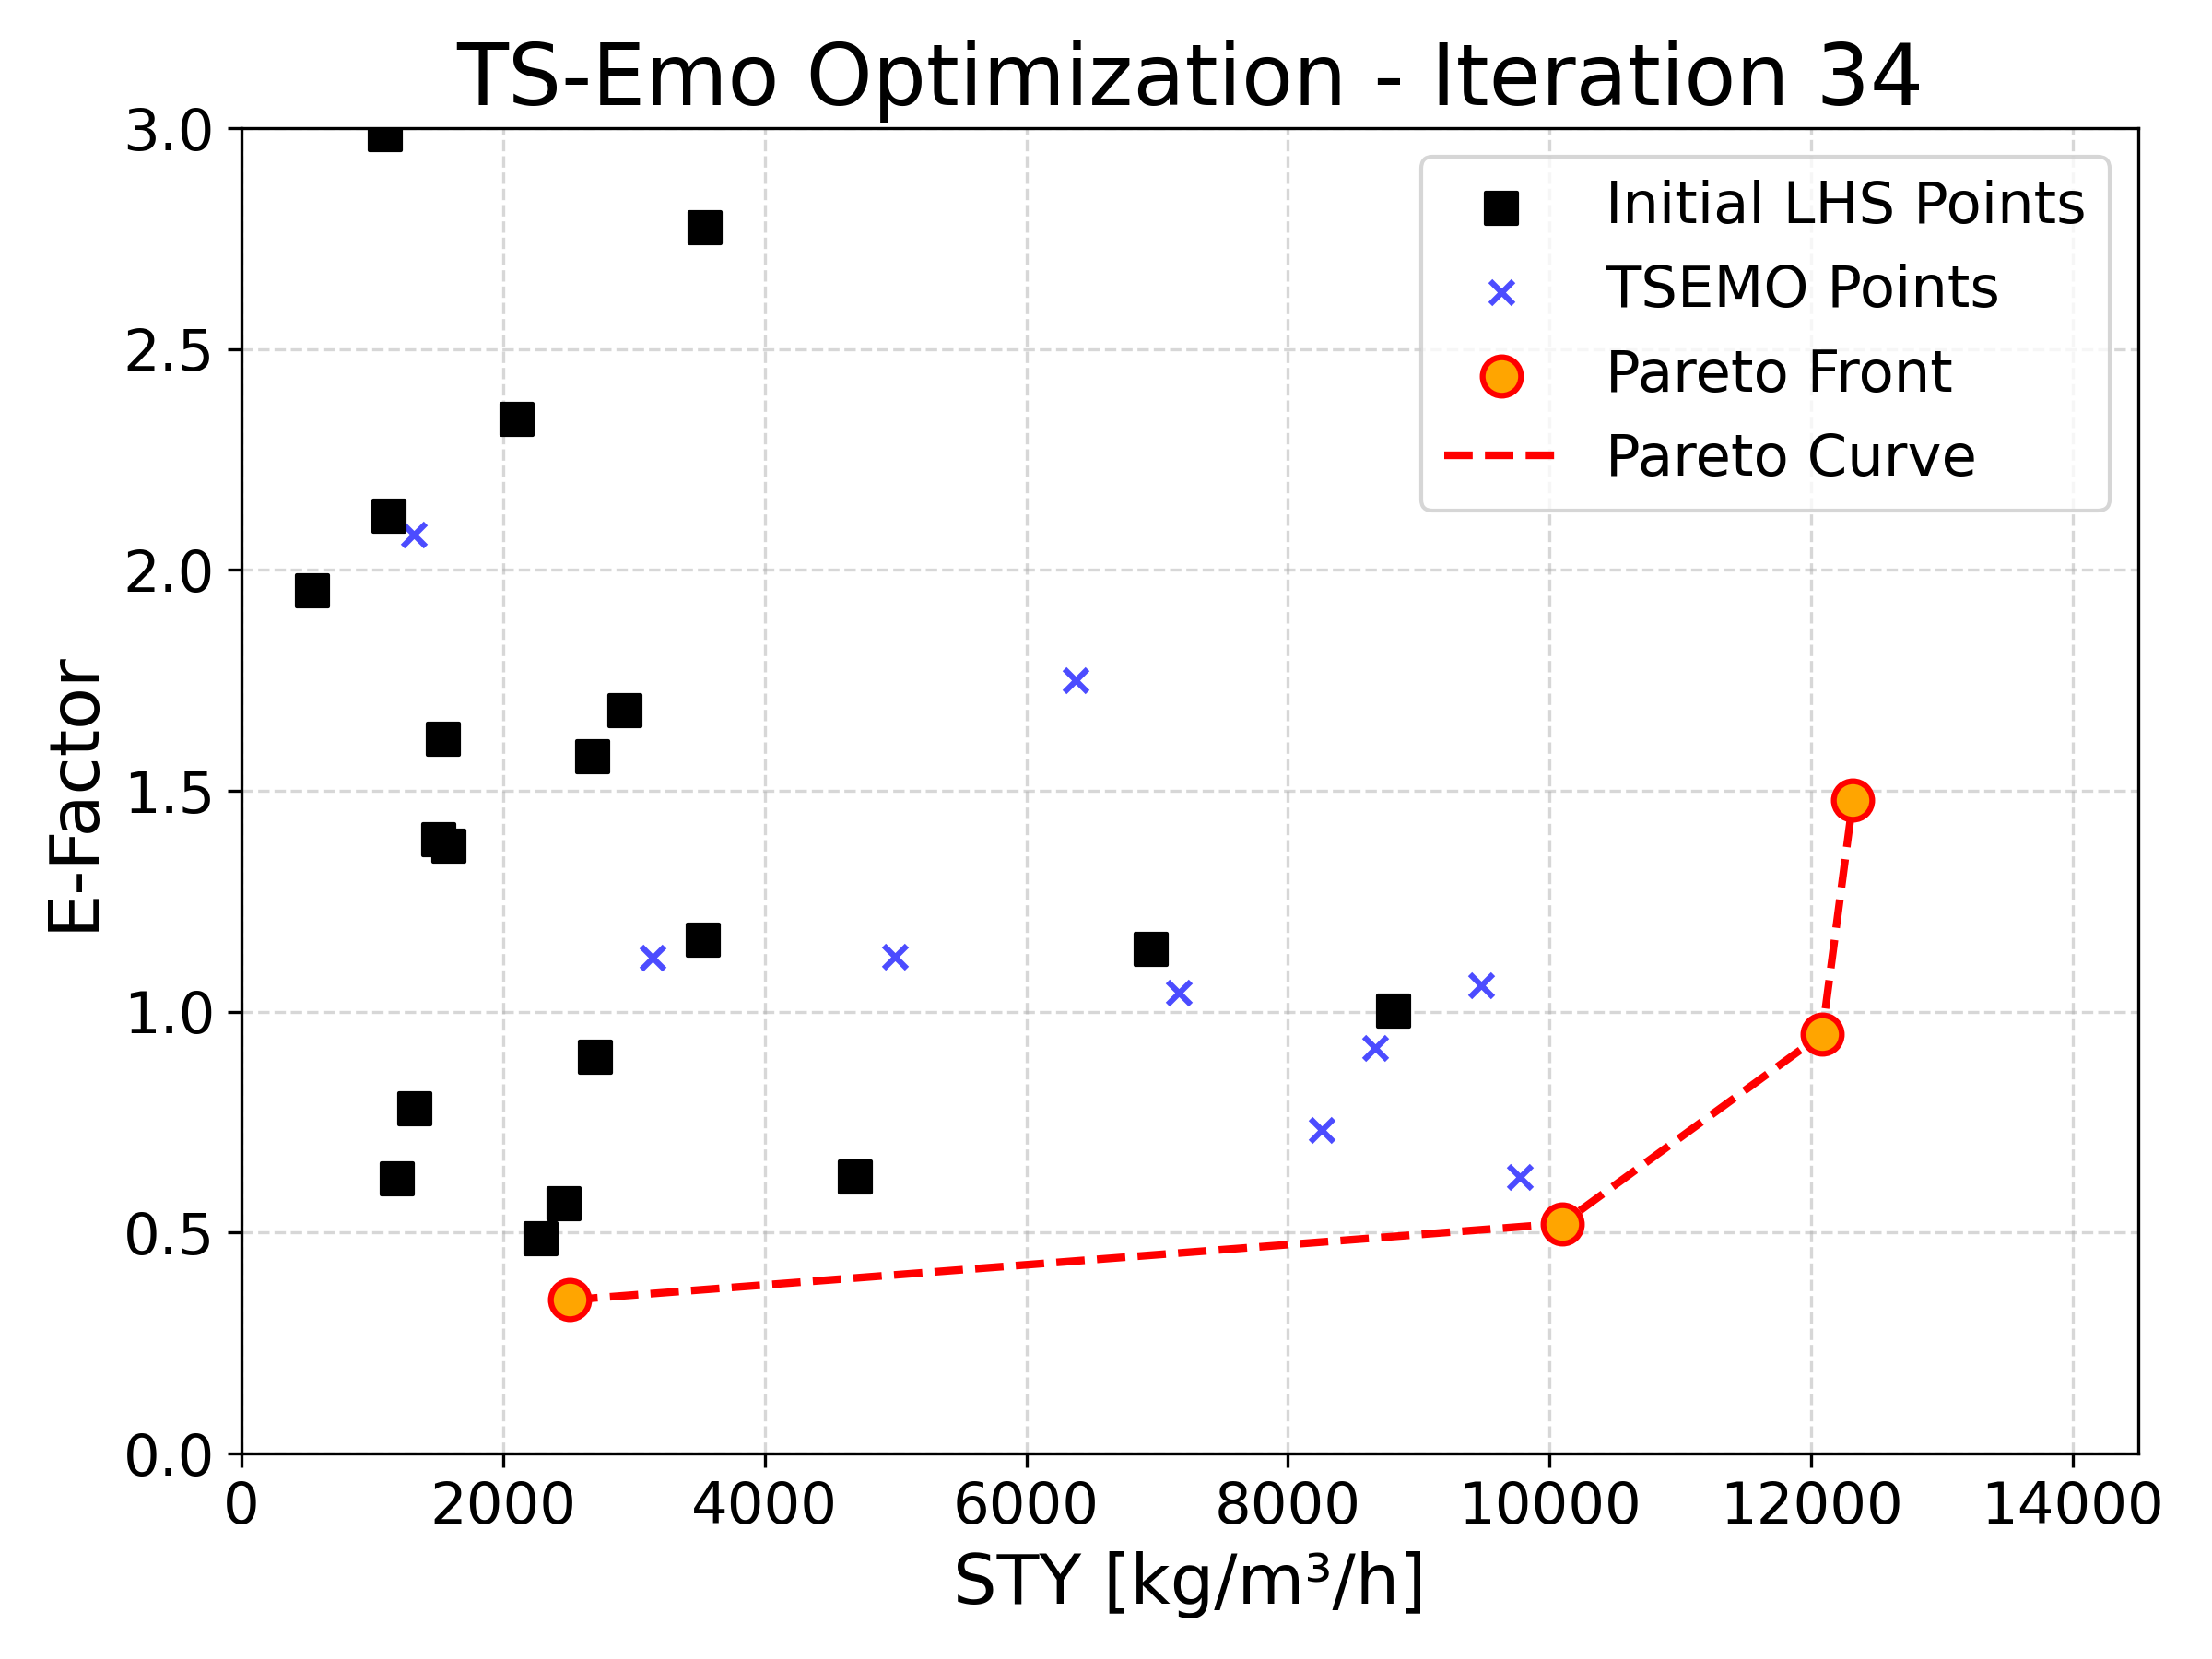 TS-Emo Optimization - Iteration 34
3.0
2.5
2.0
1.5
1.0
0.5
0.0
E-Factor
Initial LHS Points
TSEMO Points
Pareto Front
Pareto Curve
0 2000 4000 6000 8000 10000 12000 14000
STY [kg/m³/h]